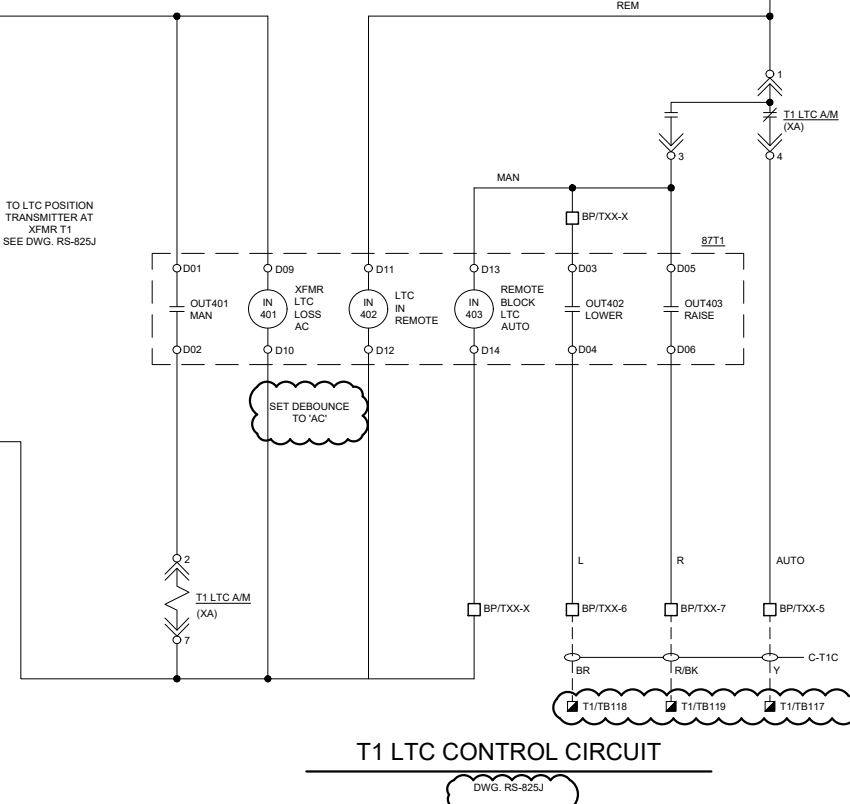 REM
1
T1 LTC A/M
(XA)
3
4
MAN
TO LTC POSITION
TRANSMITTER AT
XFMR T1
SEE DWG. RS-825J
BP/TXX-X
87T1
D01
D09
D11
D13
D03
D05
OUT401
MAN
IN
401
XFMR
LTC
LOSS
AC
IN
402
LTC
IN
REMOTE
IN
403
REMOTE
BLOCK
LTC
AUTO
OUT402
LOWER
OUT403
RAISE
D02
D10
D12
D14
D04
D06
SET DEBOUNCE
TO 'AC'
2
T1 LTC A/M
(XA)
7
L
R
AUTO
BP/TXX-X
BP/TXX-6
BP/TXX-7
BP/TXX-5
C-T1C
BR
R/BK
Y
T1/TB118
T1/TB119
T1/TB117
T1 LTC CONTROL CIRCUIT
DWG. RS-825J